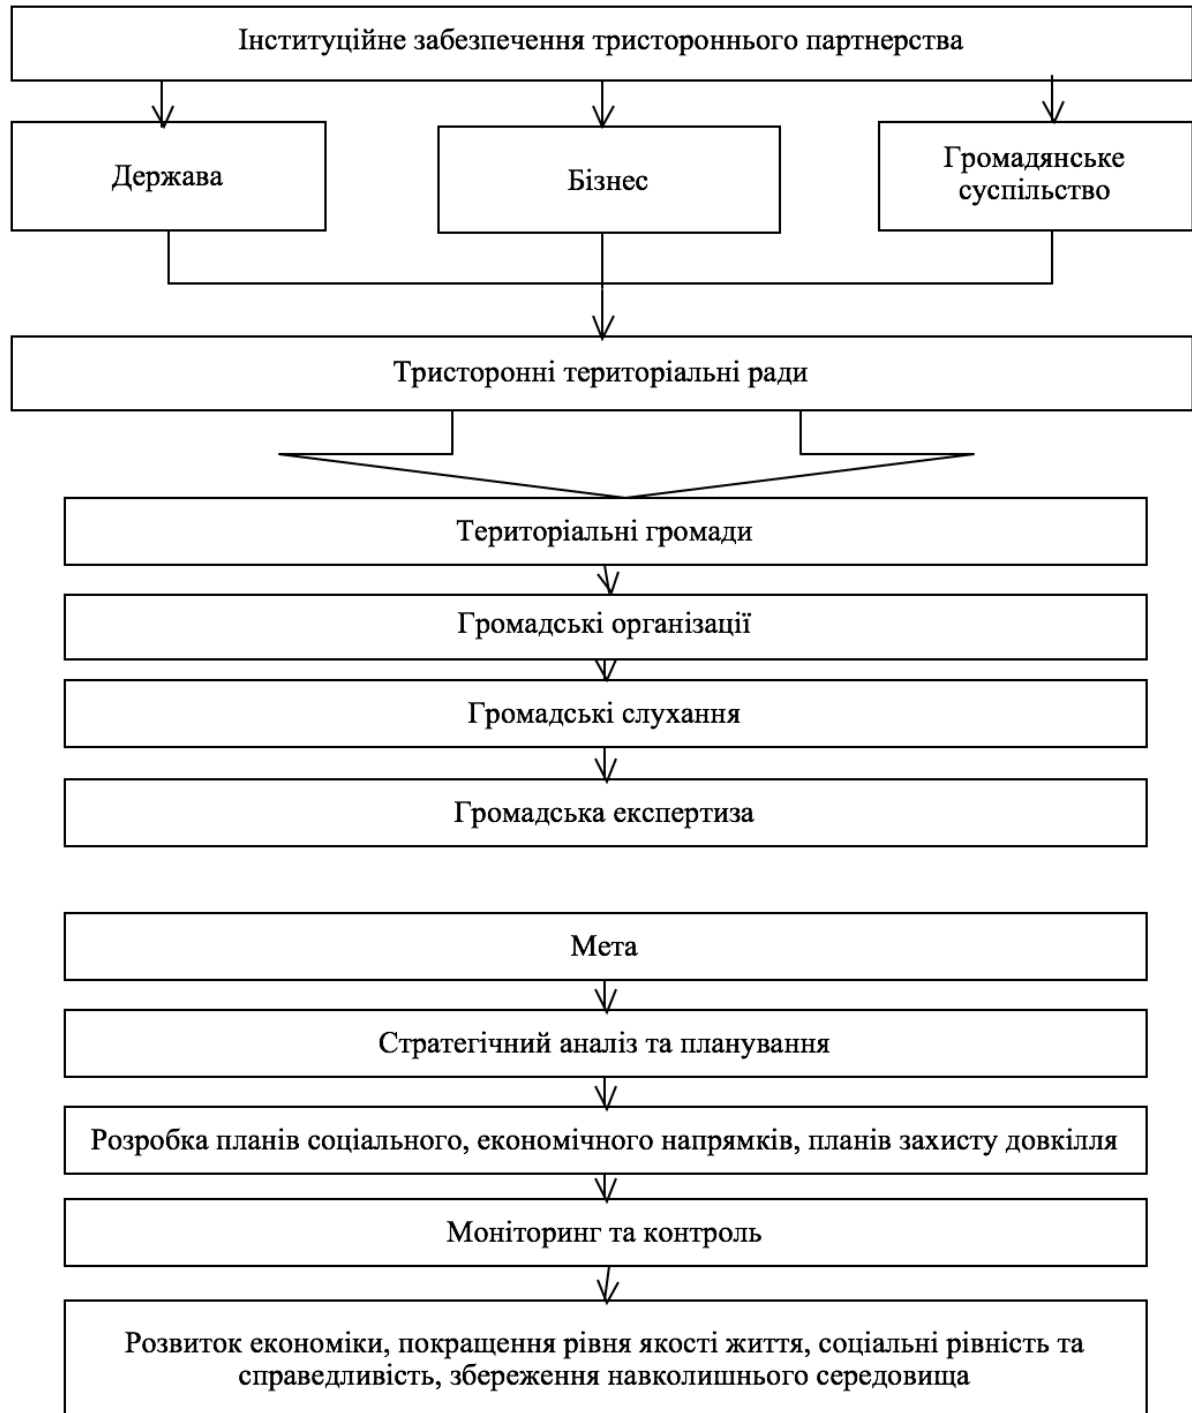 Інституційне забезпечення тристороннього партнерства
Держава
Бізнес
Громадянське
суспільство
Тристоронні територіальні ради
Територіальні громади
Громадські організації
Громадські слухання
Громадська експертиза
Мета
Стратегічний аналіз та планування
Розробка планів соціального, економічного напрямків, планів захисту довкілля
Моніторинг та контроль
Розвиток економіки, покращення рівня якості життя, соціальні рівність та
справедливість, збереження навколишнього середовища